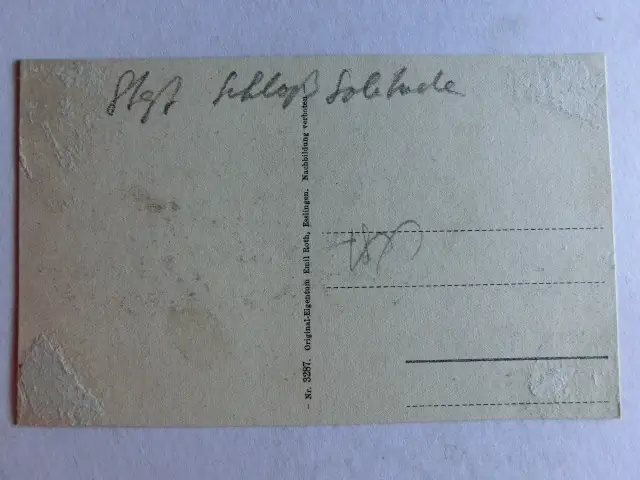 Stgt Schloß Solitude
– Nr. 3287. Original-Eigentum Emil Roth, Esslingen. Nachbildung verboten